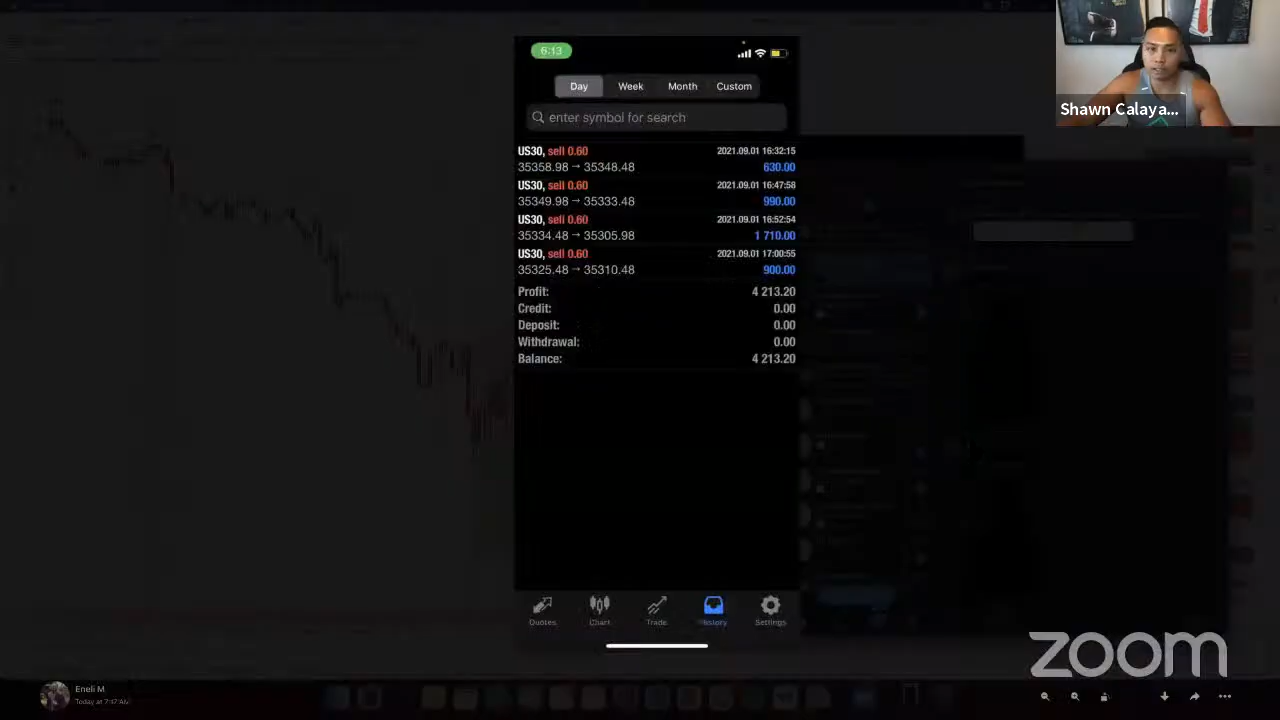 6:13
Day Week Month Custom
enter symbol for search
US30, sell 0.60 2021.09.01 16:32:15
35358.98 → 35348.48 630.00
US30, sell 0.60 2021.09.01 16:47:58
35349.98 → 35333.48 990.00
US30, sell 0.60 2021.09.01 16:52:54
35334.48 → 35305.98 1 710.00
US30, sell 0.60 2021.09.01 17:00:55
35325.48 → 35310.48 900.00
Profit: 4 213.20
Credit: 0.00
Deposit: 0.00
Withdrawal: 0.00
Balance: 4 213.20
Quotes Chart Trade History Settings
Shawn Calaya...
zoom
Eneli M
Today at 7:17 AM